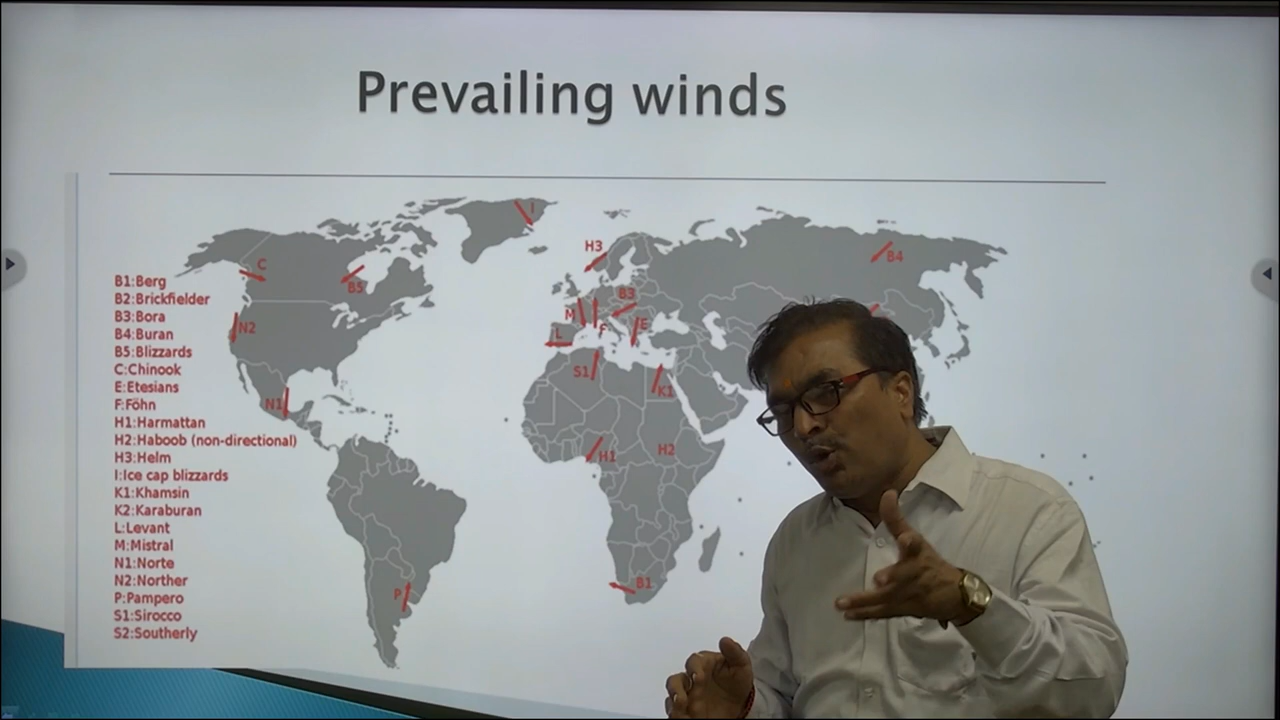 Prevailing winds
B1:Berg
B2:Brickfielder
B3:Bora
B4:Buran
B5:Blizzards
C:Chinook
E:Etesians
F:Föhn
H1:Harmattan
H2:Haboob (non-directional)
H3:Helm
I:Ice cap blizzards
K1:Khamsin
K2:Karaburan
L:Levant
M:Mistral
N1:Norte
N2:Norther
P:Pampero
S1:Sirocco
S2:Southerly
I
H3
C
B5
B4
B3
M
N2
F
E
L
S1
K1
N1
H1
H2
B1
P